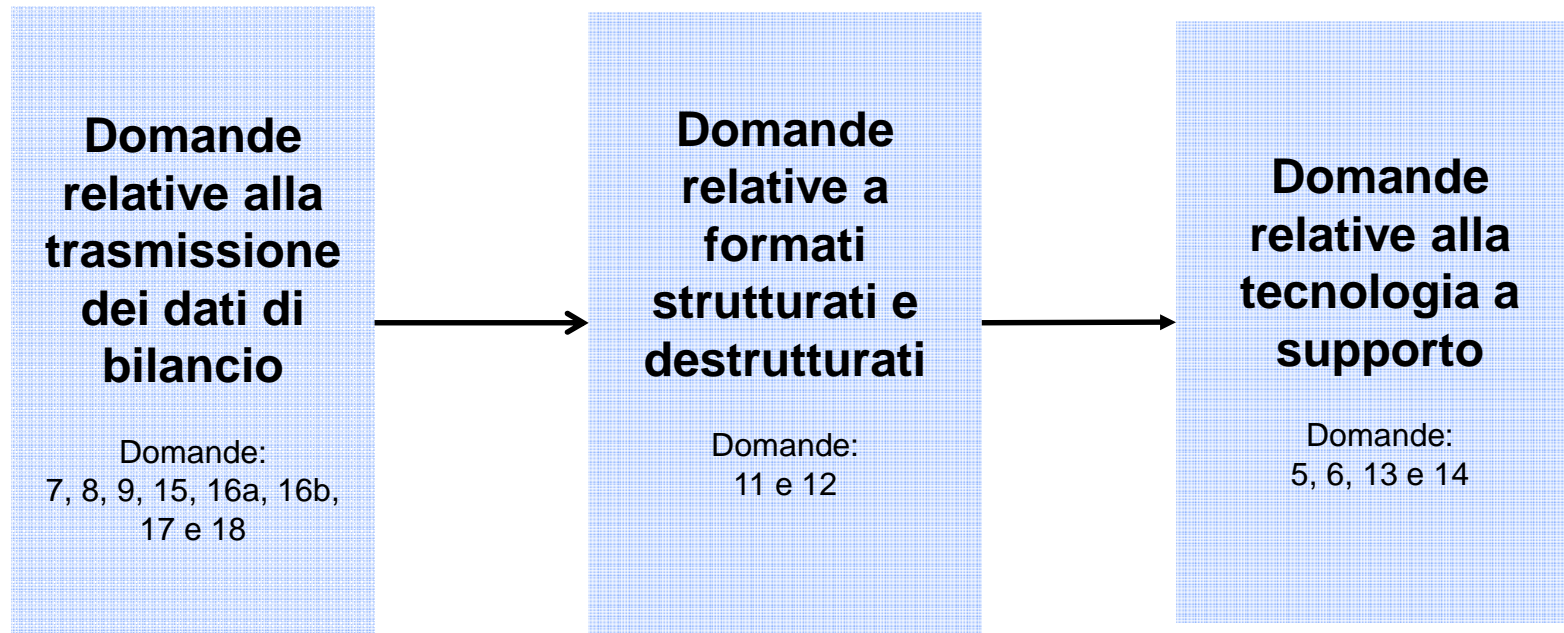 Domande
relative alla
trasmissione
dei dati di
bilancio
Domande:
7, 8, 9, 15, 16a, 16b,
17 e 18
Domande
relative a
formati
strutturati e
destrutturati
Domande:
11 e 12
Domande
relative alla
tecnologia a
supporto
Domande:
5, 6, 13 e 14